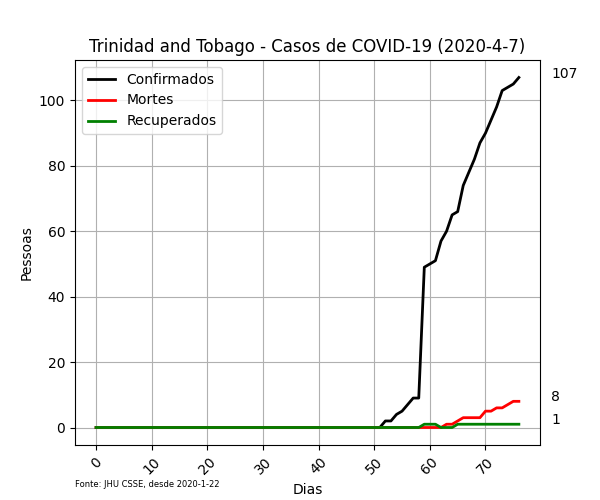 Trinidad and Tobago - Casos de COVID-19 (2020-4-7)
Confirmados
Mortes
Recuperados
107
8
1
100
80
60
40
20
0
Pessoas
0 10 20 30 40 50 60 70
Dias
Fonte: JHU CSSE, desde 2020-1-22